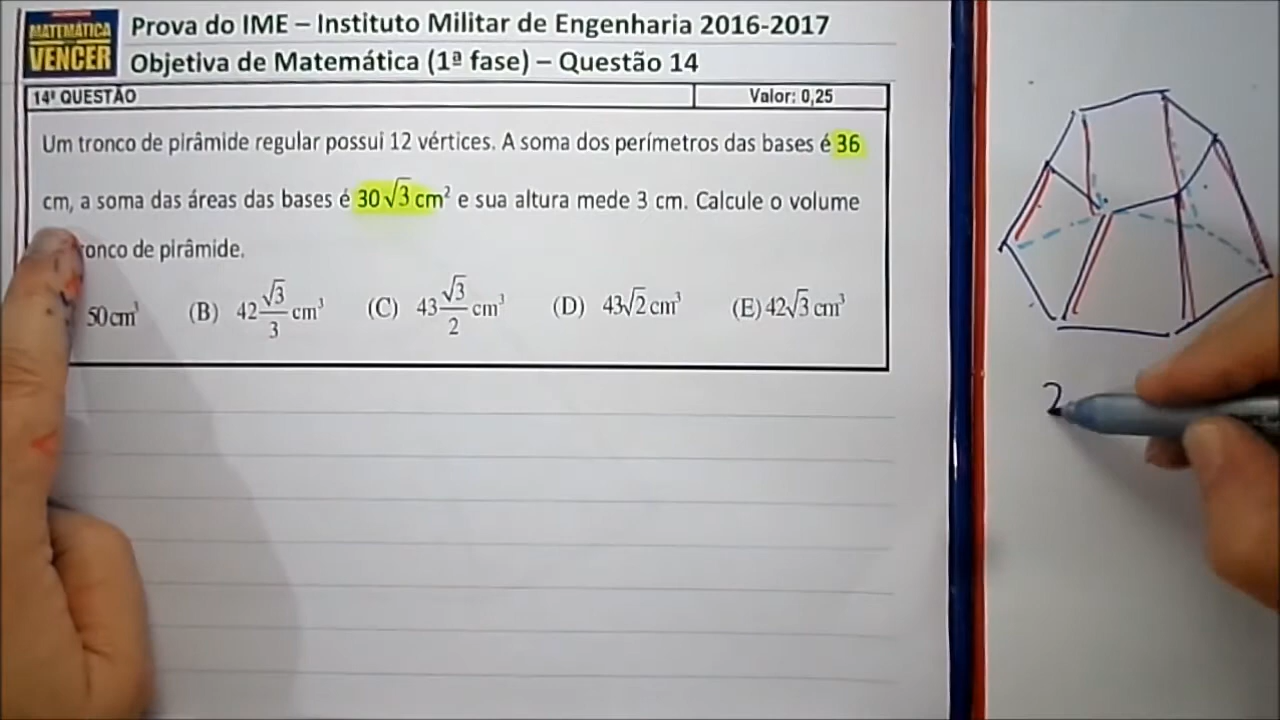 MATEMÁTICA
VENCER
Prova do IME – Instituto Militar de Engenharia 2016-2017
Objetiva de Matemática (1ª fase) – Questão 14
14ª QUESTÃO Valor: 0,25
Um tronco de pirâmide regular possui 12 vértices. A soma dos perímetros das bases é 36
cm, a soma das áreas das bases é 30√3 cm² e sua altura mede 3 cm. Calcule o volume
ronco de pirâmide.
50 cm³ (B) 42 √3/3 cm³ (C) 43 √3/2 cm³ (D) 43√2 cm³ (E) 42√3 cm³
2